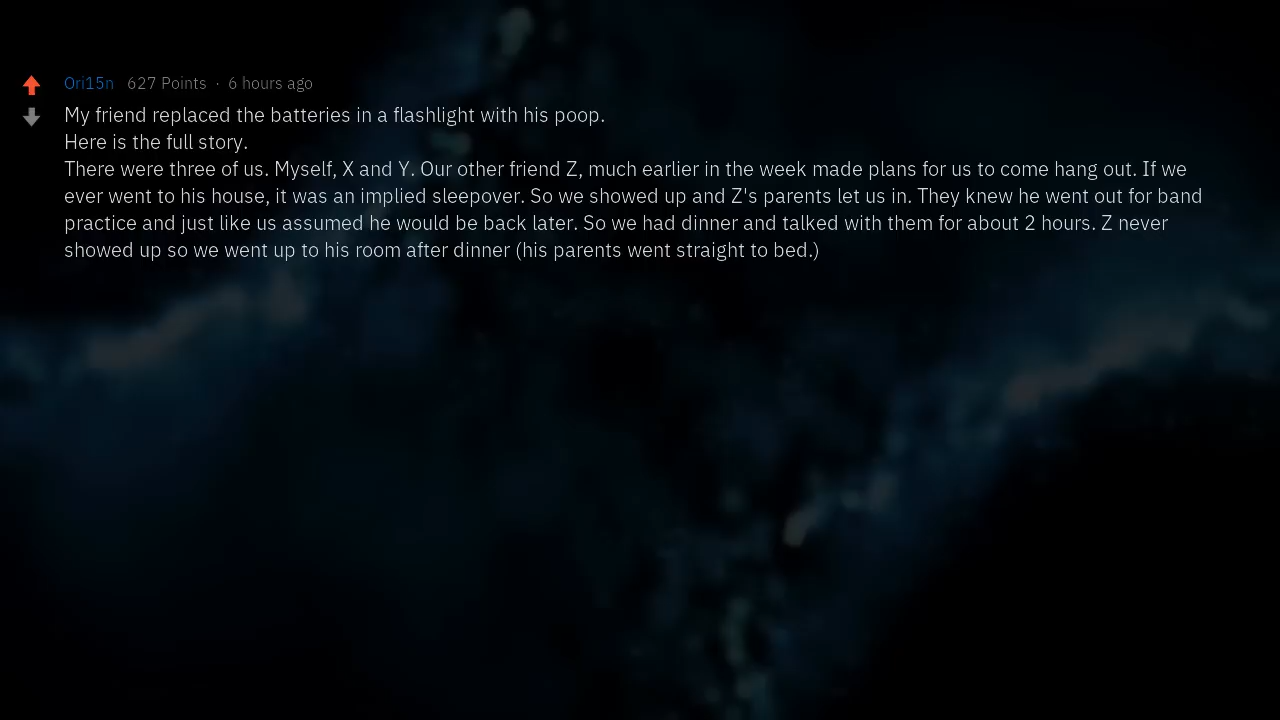 Ori15n 627 Points · 6 hours ago
My friend replaced the batteries in a flashlight with his poop.
Here is the full story.
There were three of us. Myself, X and Y. Our other friend Z, much earlier in the week made plans for us to come hang out. If we
ever went to his house, it was an implied sleepover. So we showed up and Z's parents let us in. They knew he went out for band
practice and just like us assumed he would be back later. So we had dinner and talked with them for about 2 hours. Z never
showed up so we went up to his room after dinner (his parents went straight to bed.)